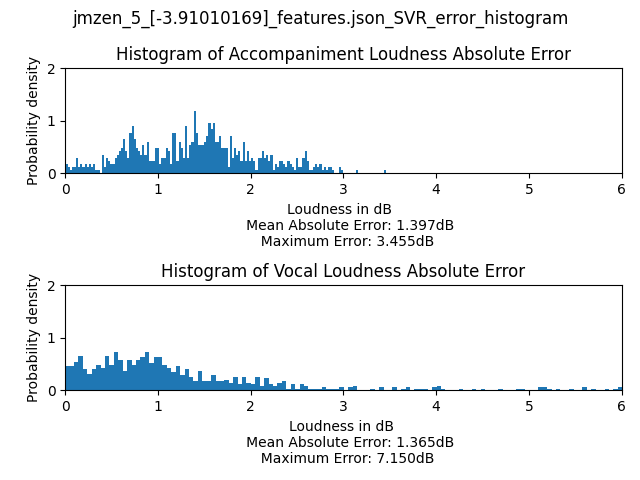 jmzen_5_[-3.91010169]_features.json_SVR_error_histogram
Histogram of Accompaniment Loudness Absolute Error
Probability density
2
1
0
0 1 2 3 4 5 6
Loudness in dB
Mean Absolute Error: 1.397dB
Maximum Error: 3.455dB
Histogram of Vocal Loudness Absolute Error
Probability density
2
1
0
0 1 2 3 4 5 6
Loudness in dB
Mean Absolute Error: 1.365dB
Maximum Error: 7.150dB